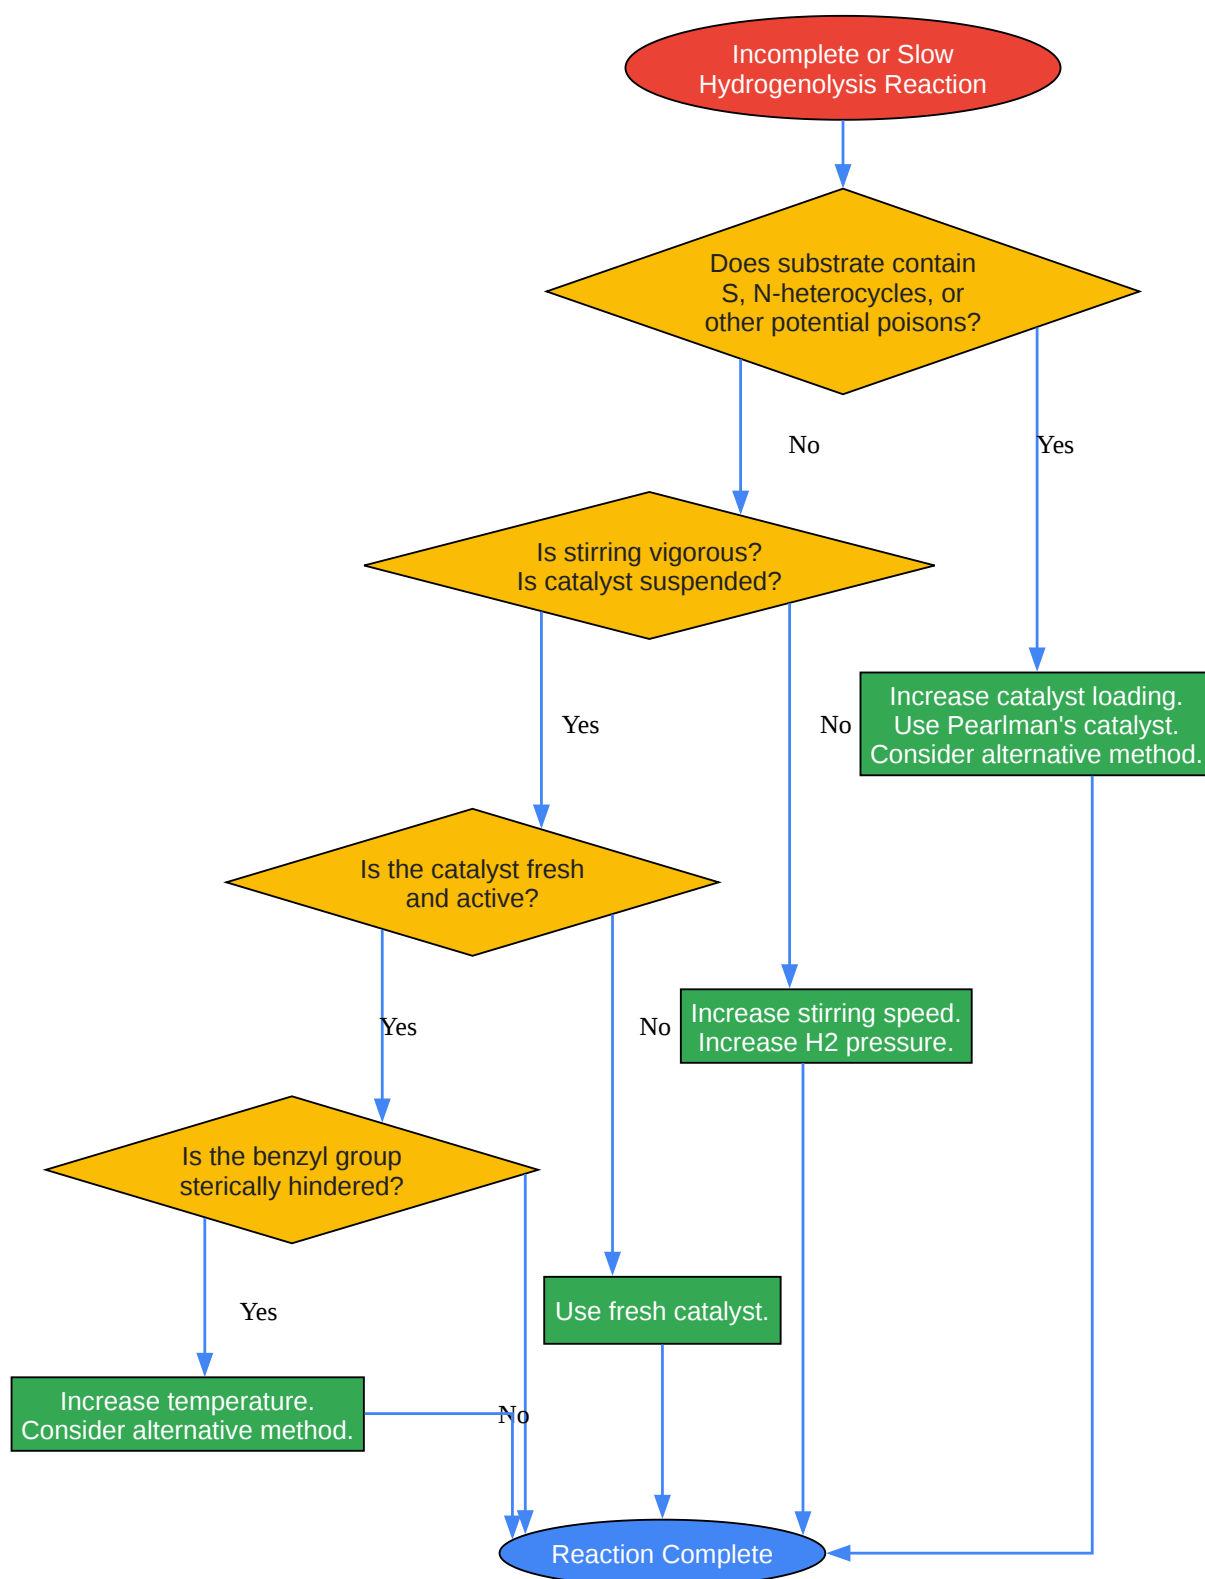 Incomplete or Slow
Hydrogenolysis Reaction
Does substrate contain
S, N-heterocycles, or
other potential poisons?
No
Yes
Is stirring vigorous?
Is catalyst suspended?
Yes
No
Increase catalyst loading.
Use Pearlman's catalyst.
Consider alternative method.
Is the catalyst fresh
and active?
Yes
No
Increase stirring speed.
Increase H2 pressure.
Is the benzyl group
sterically hindered?
Yes
No
Use fresh catalyst.
Increase temperature.
Consider alternative method.
Reaction Complete